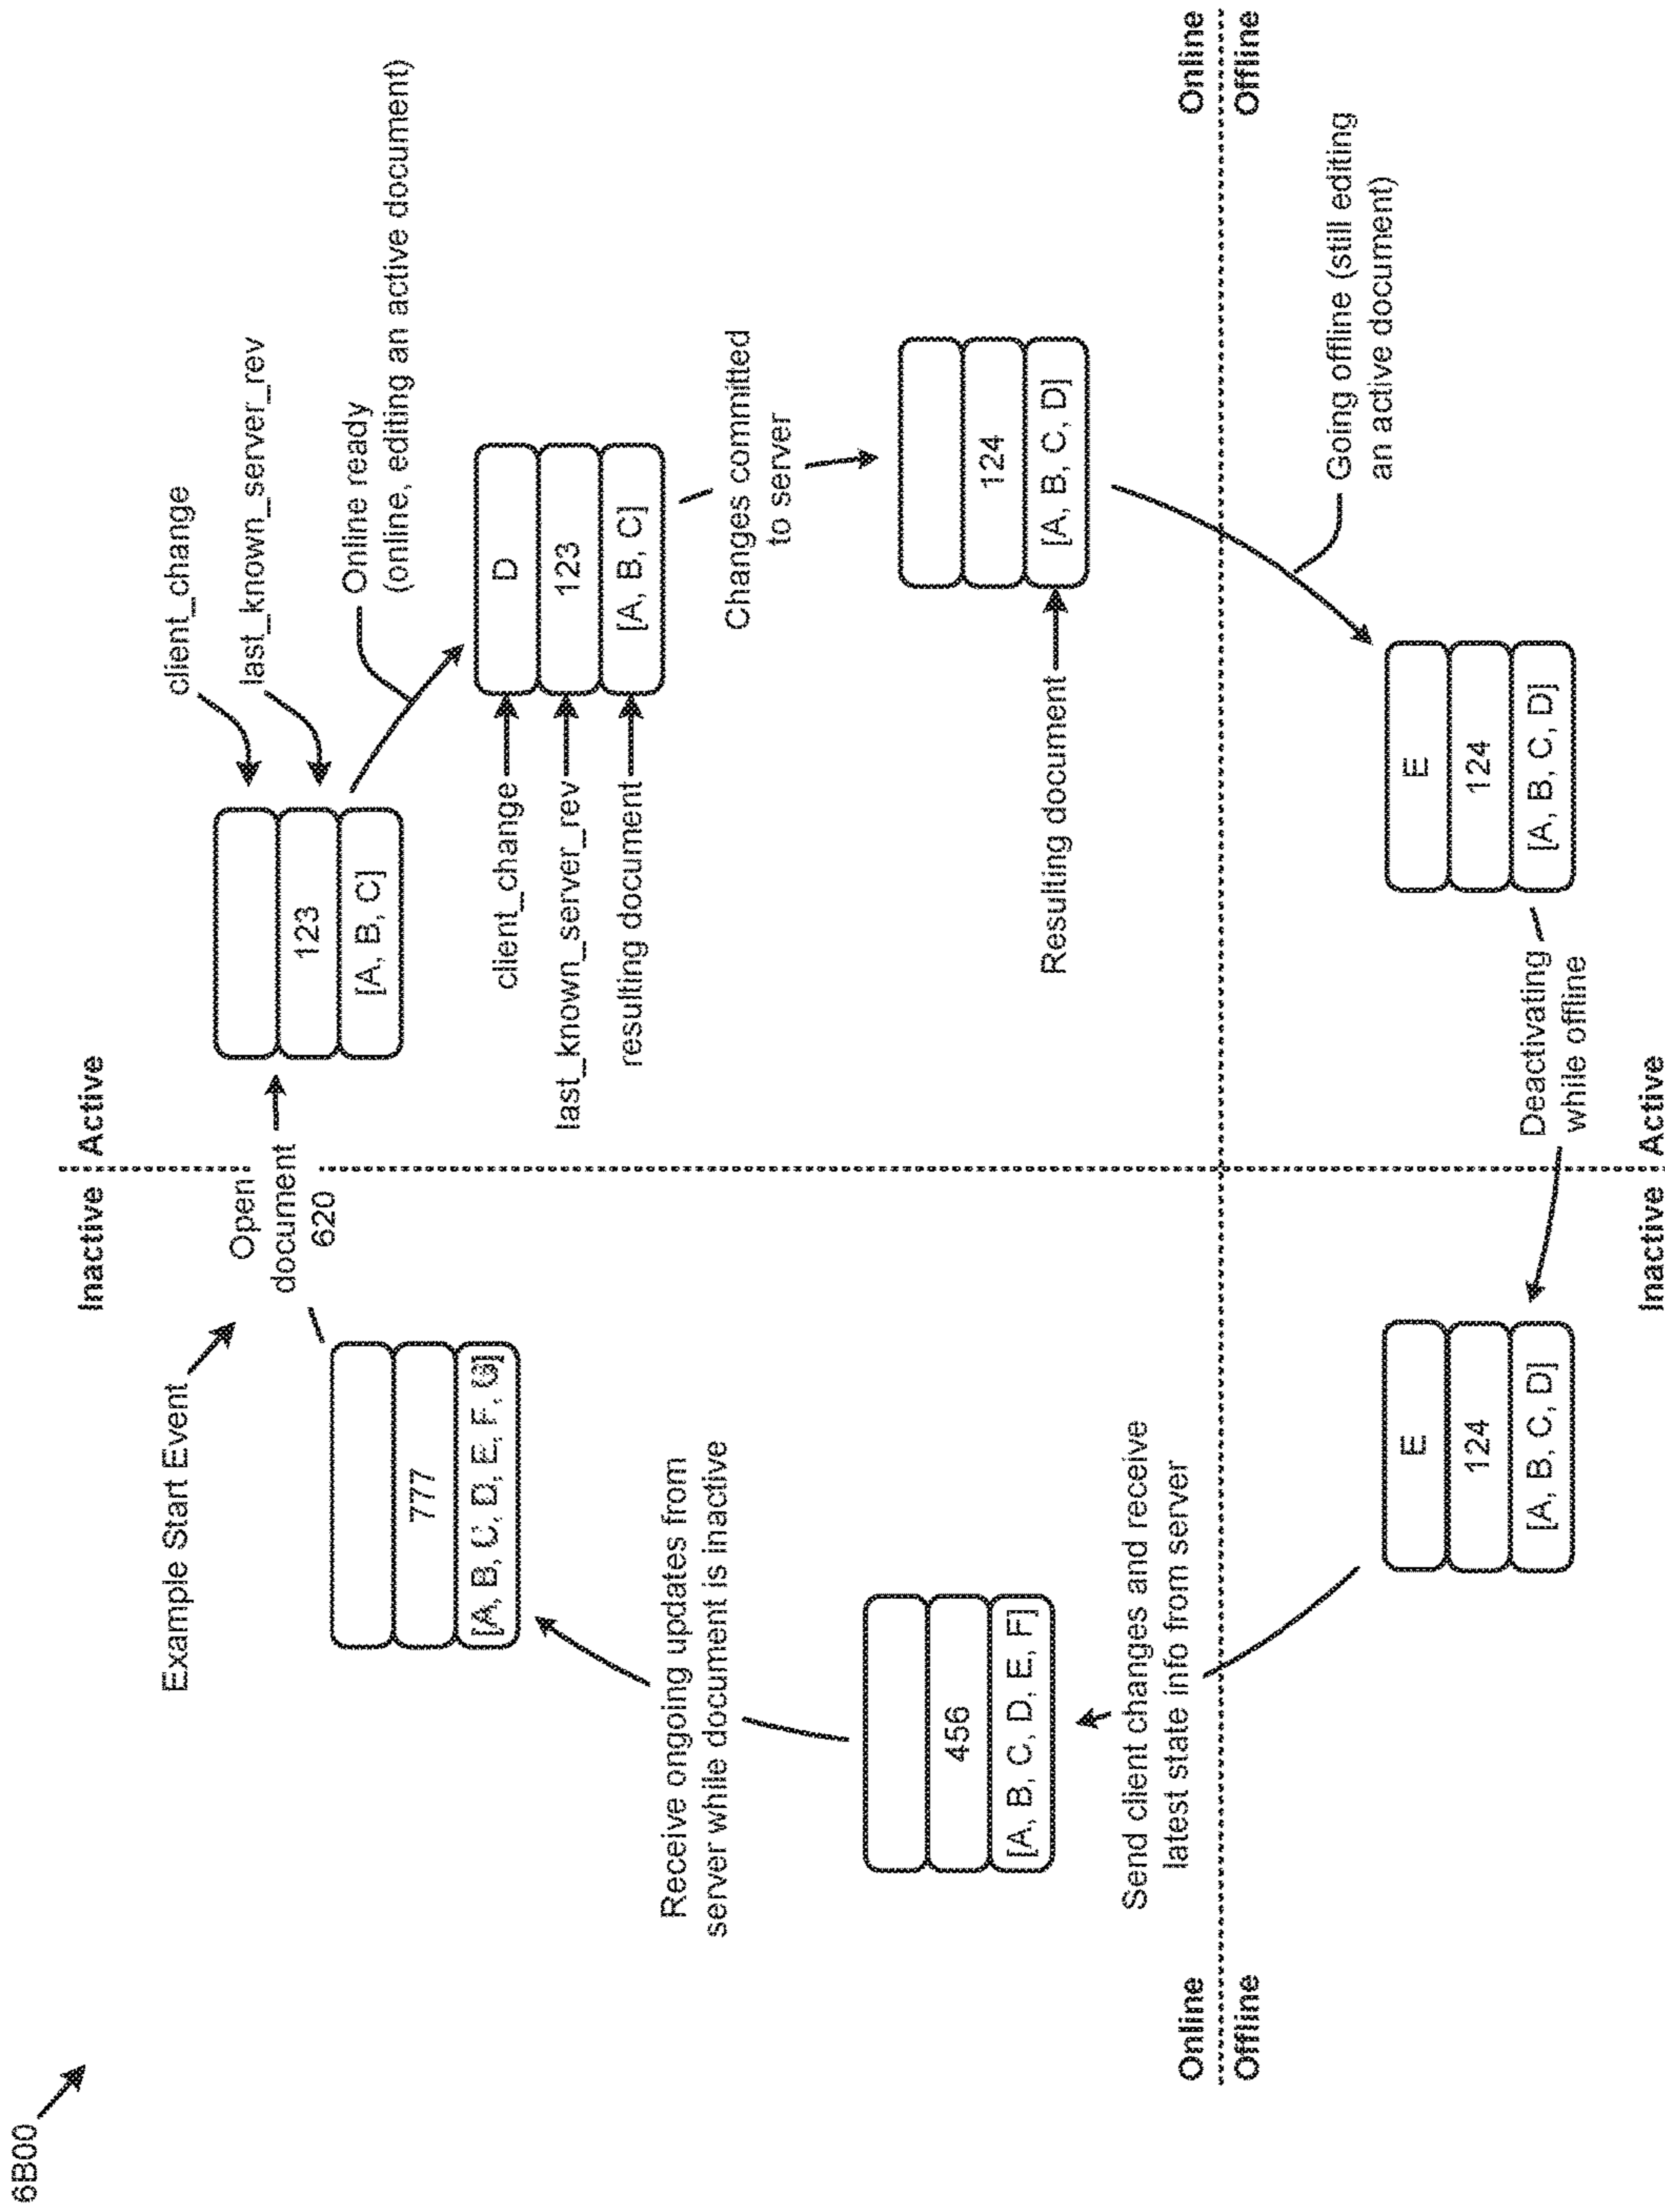 6B00
Inactive
Active
Example Start Event
Open
document
620
client_change
last_known_server_rev
123
[A, B, C]
Online ready
(online, editing an active document)
client_change
last_known_server_rev
resulting document
D
123
[A, B, C]
Changes committed
to server
Resulting document
124
[A, B, C, D]
777
[A, B, C, D, E, F, G]
Receive ongoing updates from
server while document is inactive
456
[A, B, C, D, E, F]
Send client changes and receive
latest state info from server
Online
Offline
Online
Offline
Going offline (still editing
an active document)
E
124
[A, B, C, D]
Deactivating
while offline
E
124
[A, B, C, D]
Inactive
Active